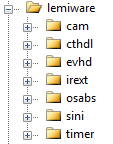 lemiware
cam
cthdl
evhd
irext
osabs
sini
timer